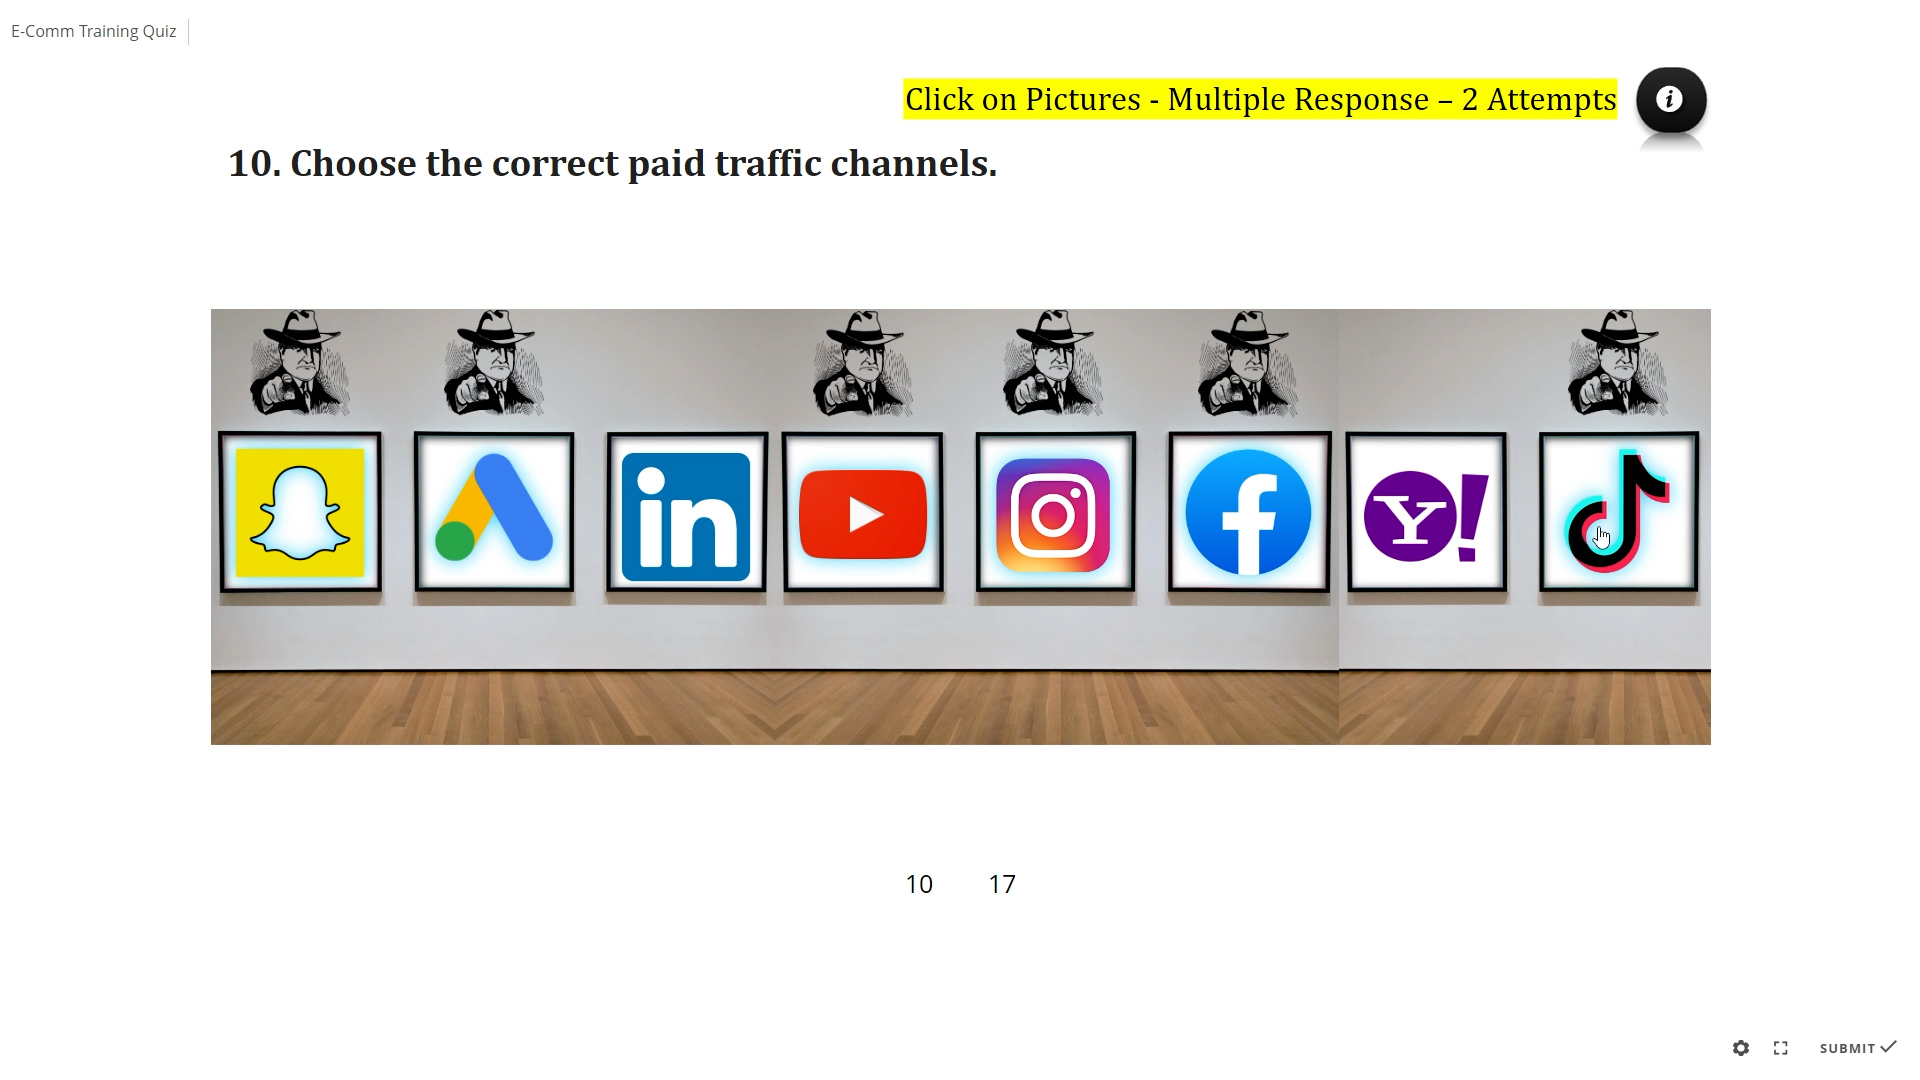 E-Comm Training Quiz
Click on Pictures - Multiple Response – 2 Attempts
i
10. Choose the correct paid traffic channels.
in
f
Y!
10 17
SUBMIT